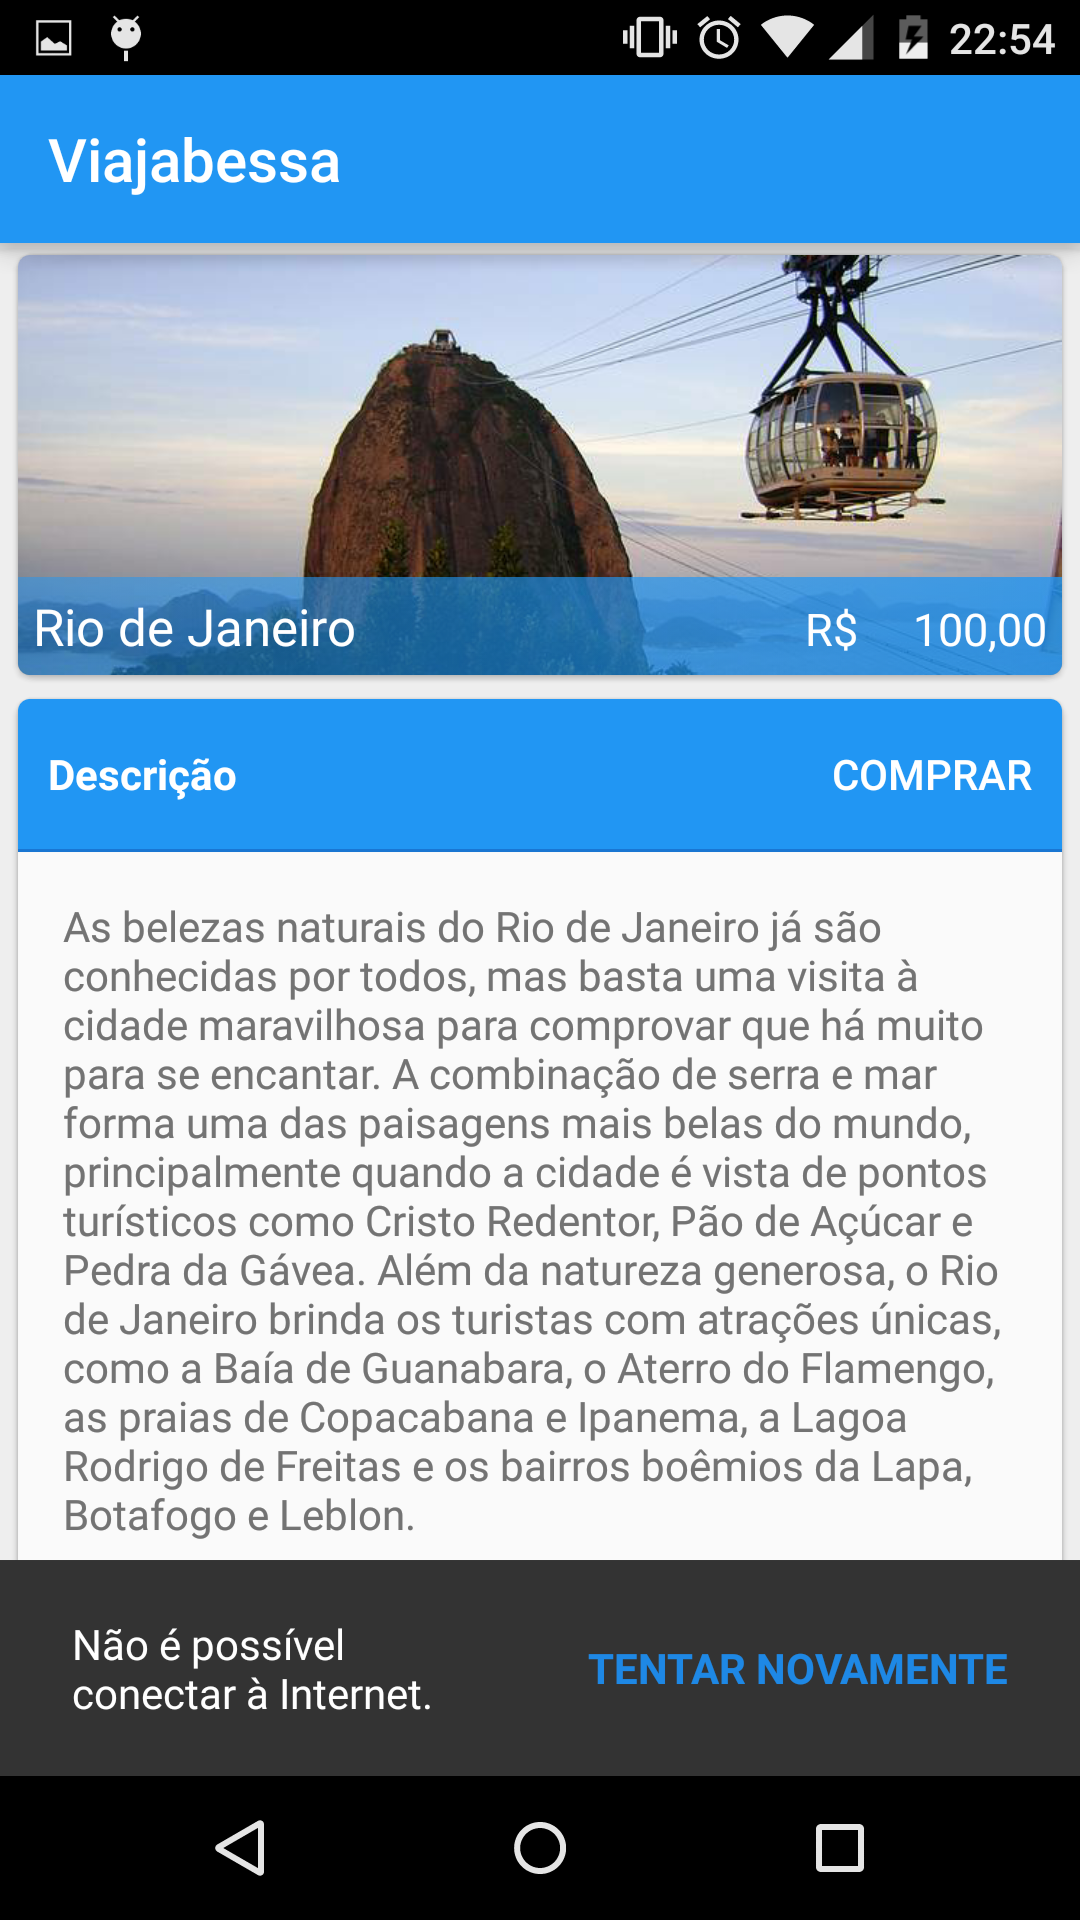 22:54
Viajabessa
Rio de Janeiro R$ 100,00
Descrição COMPRAR
As belezas naturais do Rio de Janeiro já são
conhecidas por todos, mas basta uma visita à
cidade maravilhosa para comprovar que há muito
para se encantar. A combinação de serra e mar
forma uma das paisagens mais belas do mundo,
principalmente quando a cidade é vista de pontos
turísticos como Cristo Redentor, Pão de Açúcar e
Pedra da Gávea. Além da natureza generosa, o Rio
de Janeiro brinda os turistas com atrações únicas,
como a Baía de Guanabara, o Aterro do Flamengo,
as praias de Copacabana e Ipanema, a Lagoa
Rodrigo de Freitas e os bairros boêmios da Lapa,
Botafogo e Leblon.
Não é possível
conectar à Internet.
TENTAR NOVAMENTE